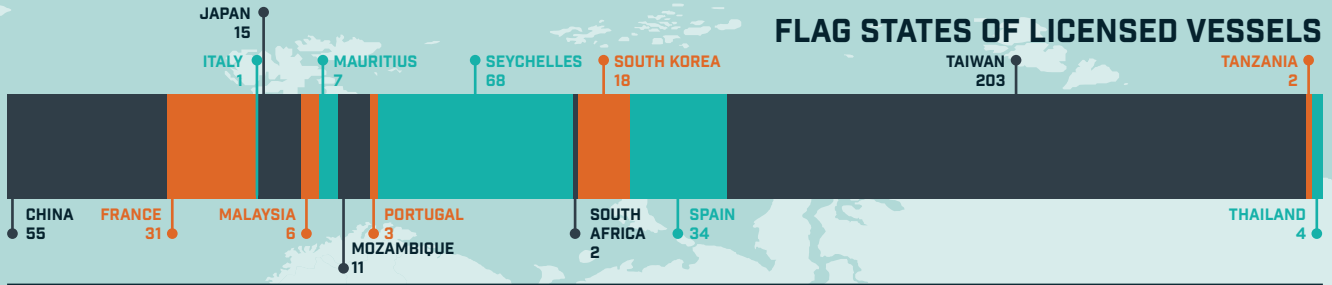 FLAG STATES OF LICENSED VESSELS
JAPAN
15
ITALY
1
MAURITIUS
7
SEYCHELLES
68
SOUTH KOREA
18
TAIWAN
203
TANZANIA
2
CHINA
55
FRANCE
31
MALAYSIA
6
MOZAMBIQUE
11
PORTUGAL
3
SOUTH
AFRICA
2
SPAIN
34
THAILAND
4